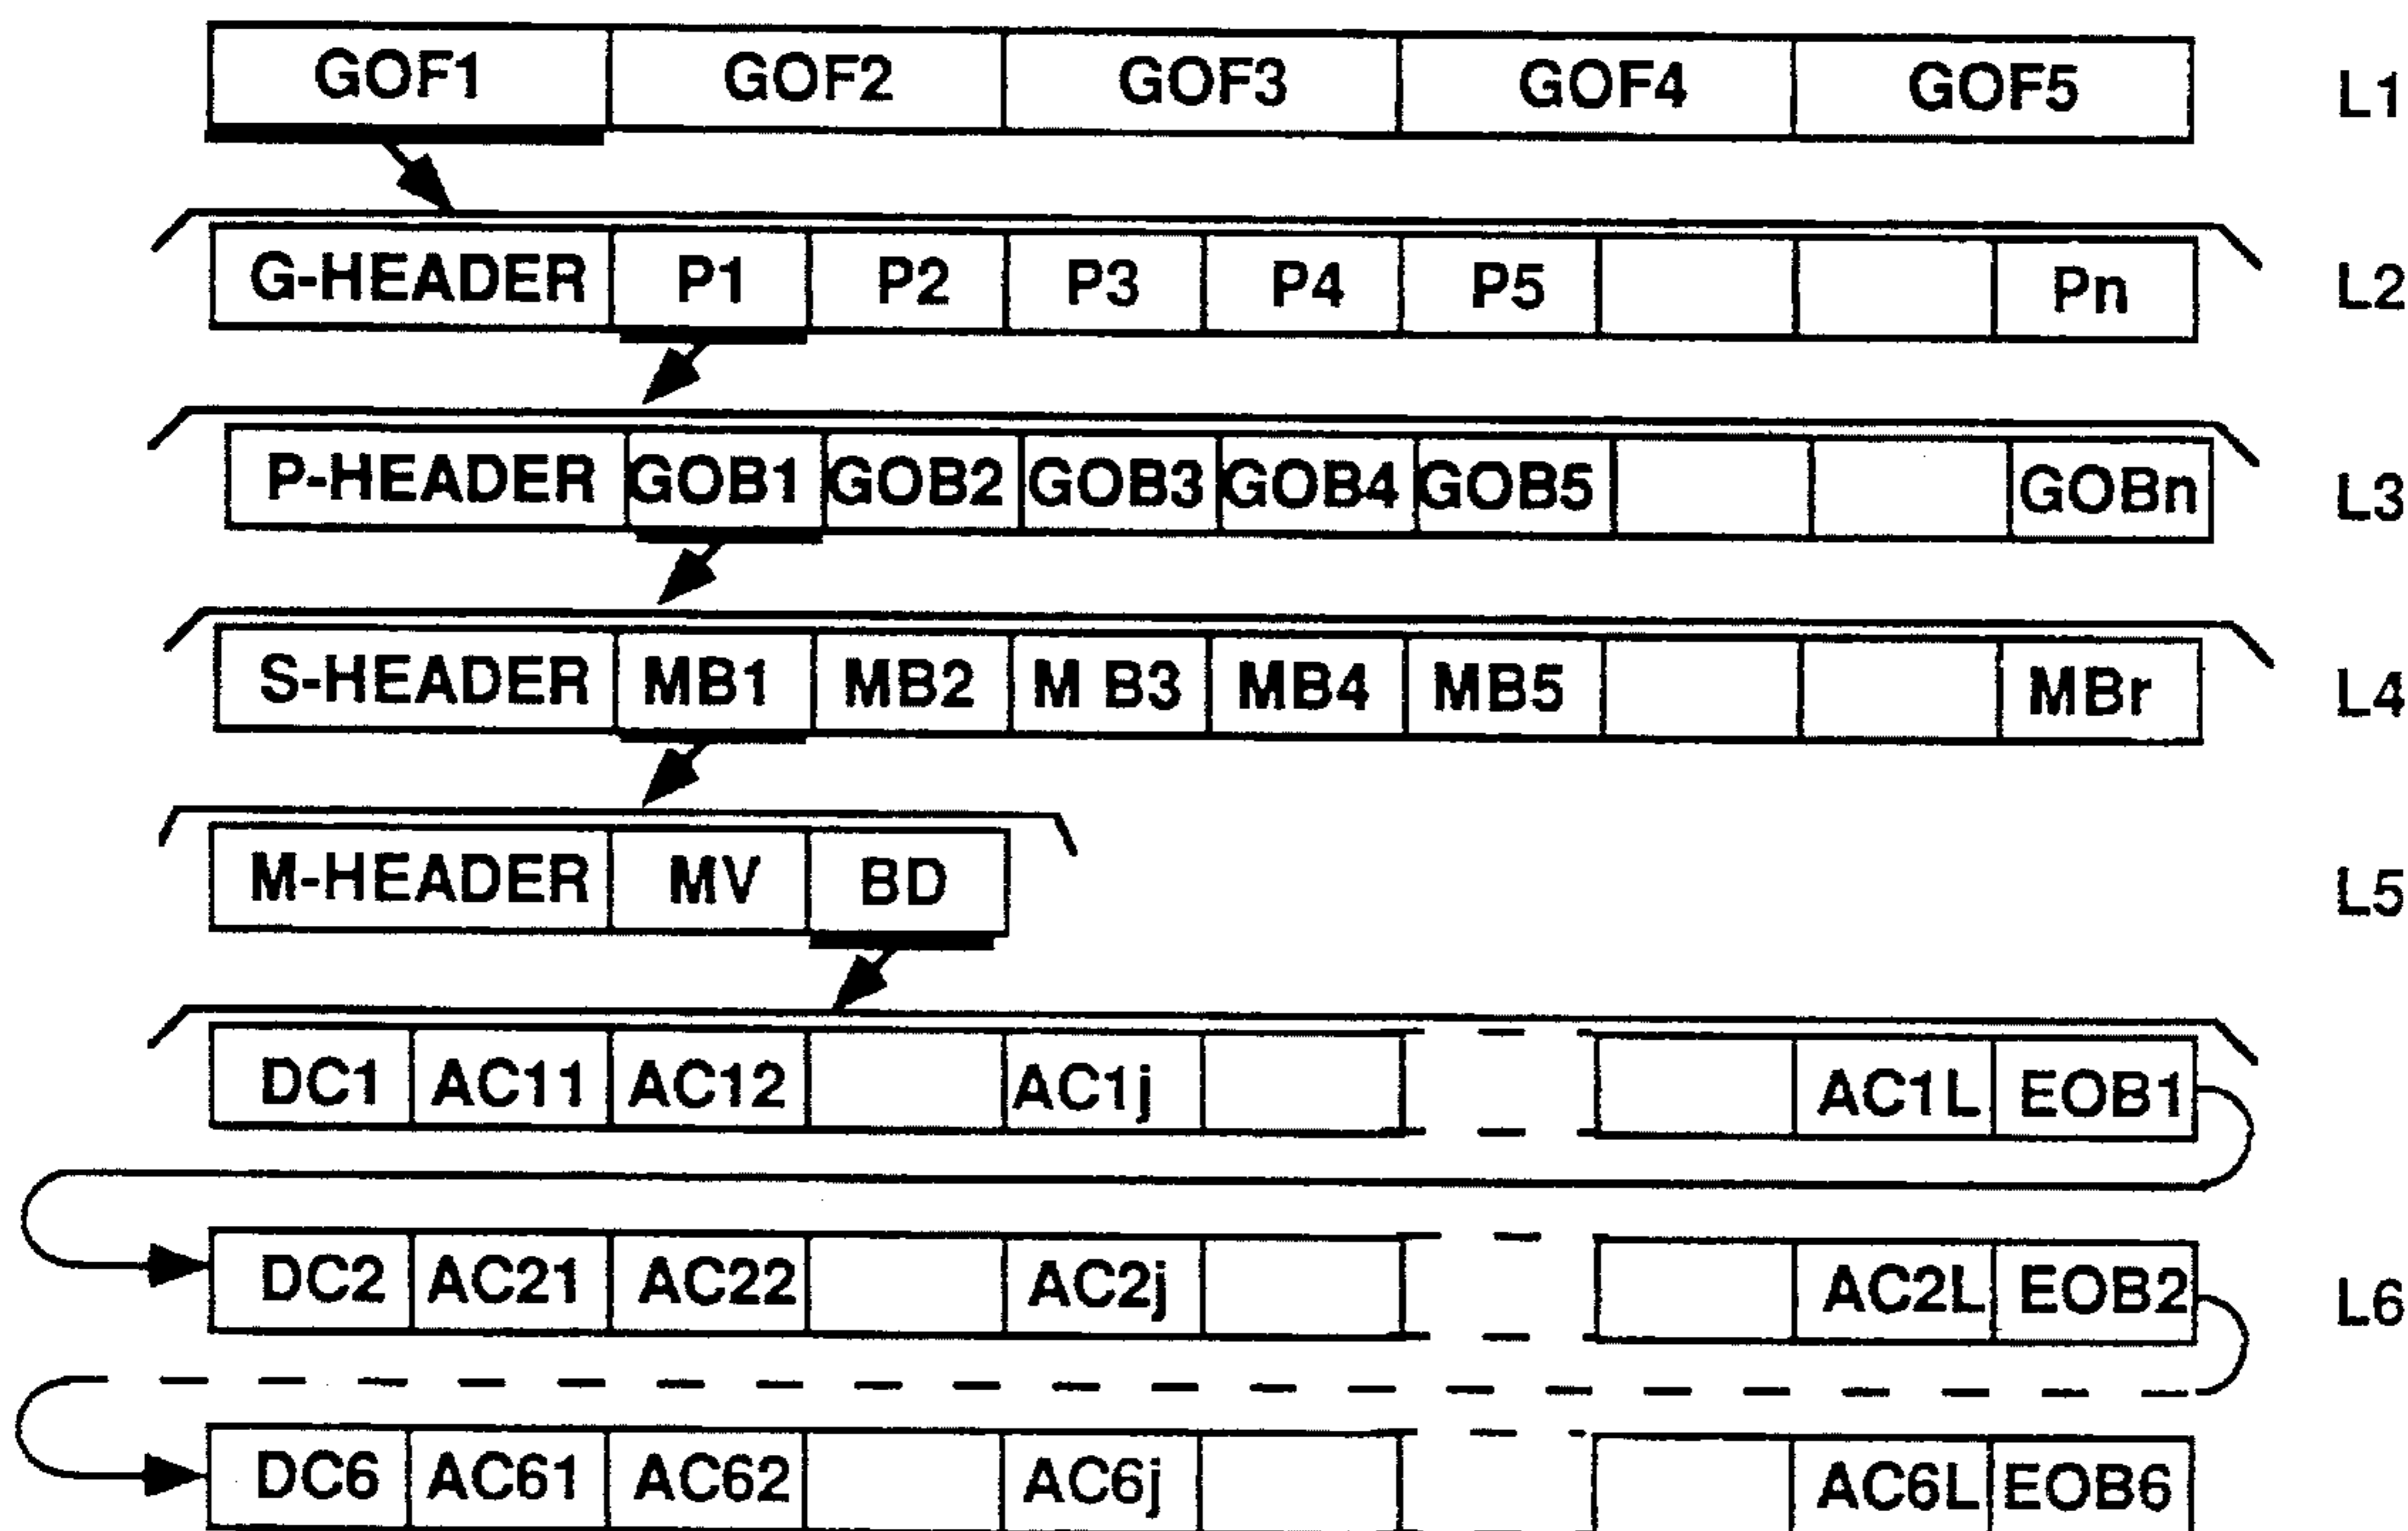 GOF1 GOF2 GOF3 GOF4 GOF5 L1
G-HEADER P1 P2 P3 P4 P5 Pn L2
P-HEADER GOB1 GOB2 GOB3 GOB4 GOB5 GOBn L3
S-HEADER MB1 MB2 M B3 MB4 MB5 MBr L4
M-HEADER MV BD L5
DC1 AC11 AC12 AC1j AC1L EOB1
DC2 AC21 AC22 AC2j AC2L EOB2 L6
DC6 AC61 AC62 AC6j AC6L EOB6